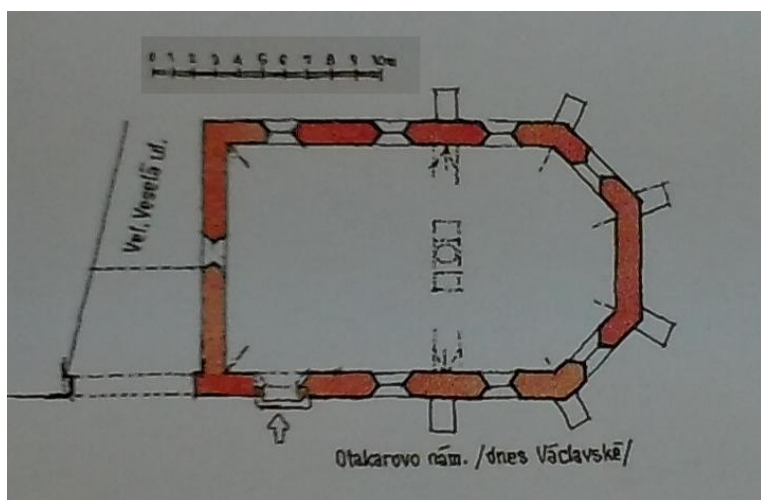 0 1 2 3 4 5 6 7 8 9 10m
Vel. Veselá ul.
Otakarovo nám. /dnes Václavské/